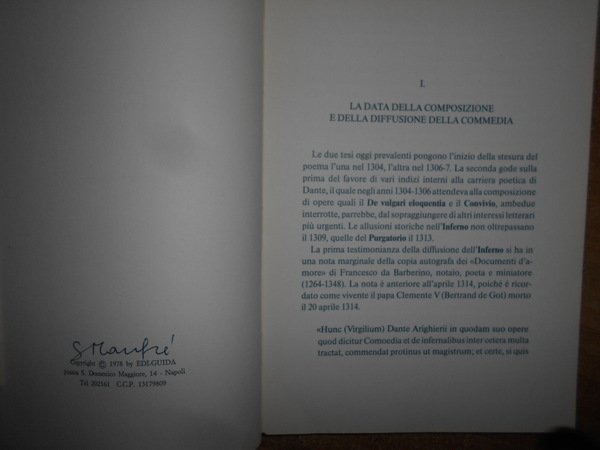 S Manfré
Copyright © 1978 by EDI-GUIDA
Piazza S. Domenico Maggiore, 14 - Napoli
Tel 202161 C.C.P. 13179809
I.
LA DATA DELLA COMPOSIZIONE
E DELLA DIFFUSIONE DELLA COMMEDIA
Le due tesi oggi prevalenti pongono l'inizio della stesura del
poema l'una nel 1304, l'altra nel 1306-7. La seconda gode sulla
prima del favore di vari indizi interni alla carriera poetica di
Dante, il quale negli anni 1304-1306 attendeva alla composizione
di opere quali il De vulgari eloquentia e il Convivio, ambedue
interrotte, parrebbe, dal sopraggiungere di altri interessi letterari
più urgenti. Le allusioni storiche nell'Inferno non oltrepassano
il 1309, quelle del Purgatorio il 1313.
La prima testimonianza della diffusione dell'Inferno si ha in
una nota marginale della copia autografa dei «Documenti d'a-
more» di Francesco da Barberino, notaio, poeta e miniatore
(1264-1348). La nota è anteriore all'aprile 1314, poiché è ricor-
dato come vivente il papa Clemente V (Bertrand de Got) morto
il 20 aprile 1314.
«Hunc (Virgilium) Dante Arighierii in quodam suo opere
quod dicitur Comoedia et de infernalibus inter cetera multa
tractat, commendat protinus ut magistrum; et certe, si quis